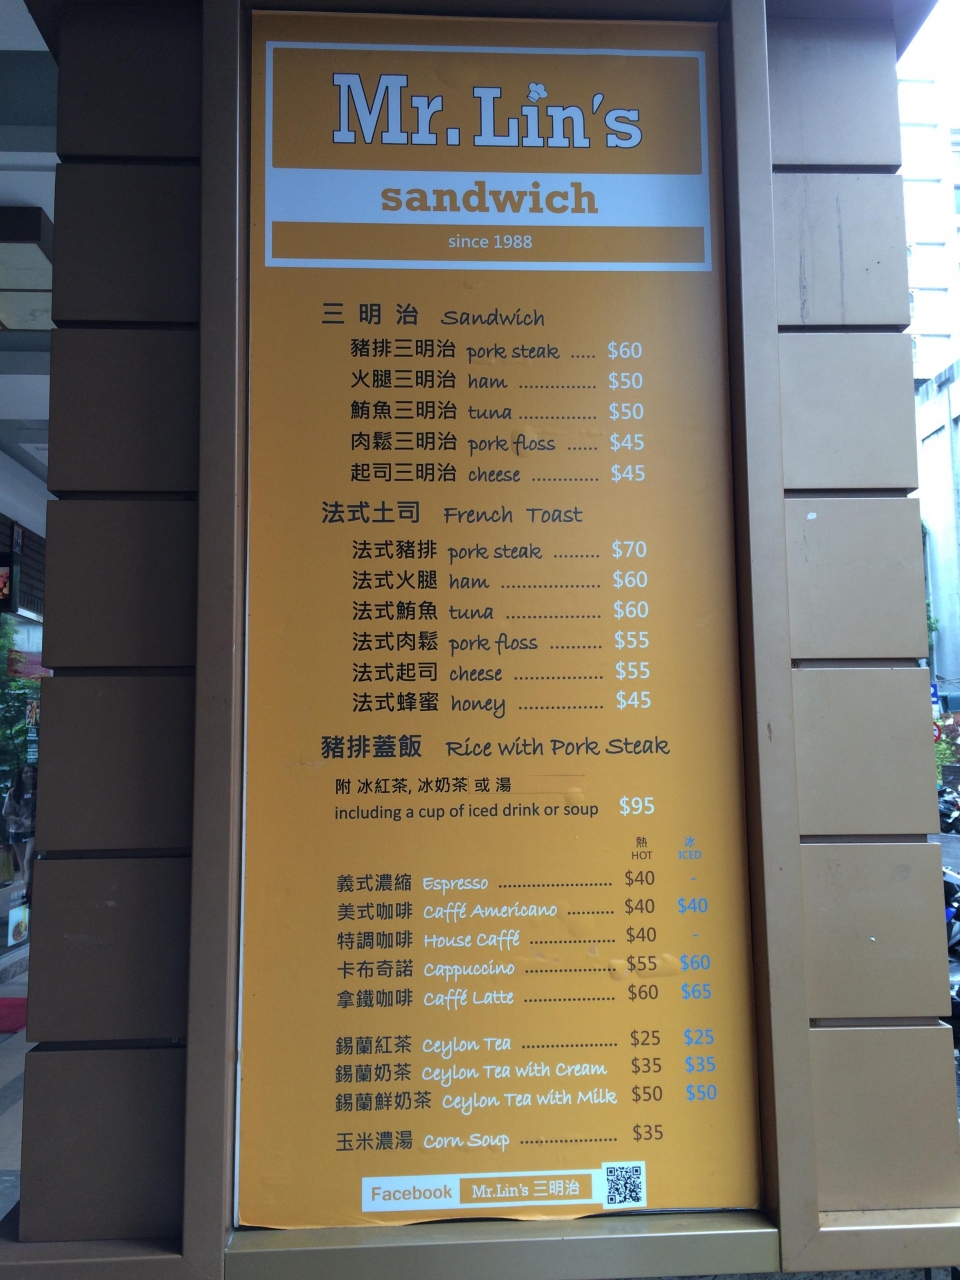 Mr. Lin's
sandwich
since 1988
三明治 Sandwich
豬排三明治 pork steak ..... $60
火腿三明治 ham ............... $50
鮪魚三明治 tuna ............... $50
肉鬆三明治 pork floss ...... $45
起司三明治 cheese ............. $45
法式土司 French Toast
法式豬排 pork steak ......... $70
法式火腿 ham ................... $60
法式鮪魚 tuna ................... $60
法式肉鬆 pork floss .......... $55
法式起司 cheese ................. $55
法式蜂蜜 honey ................. $45
豬排蓋飯 Rice with Pork Steak
附 冰紅茶, 冰奶茶 或 湯
including a cup of iced drink or soup $95
熱 冰
HOT ICED
義式濃縮 Espresso ........................ $40 -
美式咖啡 Caffé Americano .......... $40 $40
特調咖啡 House Caffé .................. $40 -
卡布奇諾 Cappuccino ................... $55 $60
拿鐵咖啡 Caffé Latte ................... $60 $65
錫蘭紅茶 Ceylon Tea .................... $25 $25
錫蘭奶茶 Ceylon Tea with Cream $35 $35
錫蘭鮮奶茶 Ceylon Tea with Milk $50 $50
玉米濃湯 Corn Soup .................... $35
Facebook Mr.Lin's 三明治